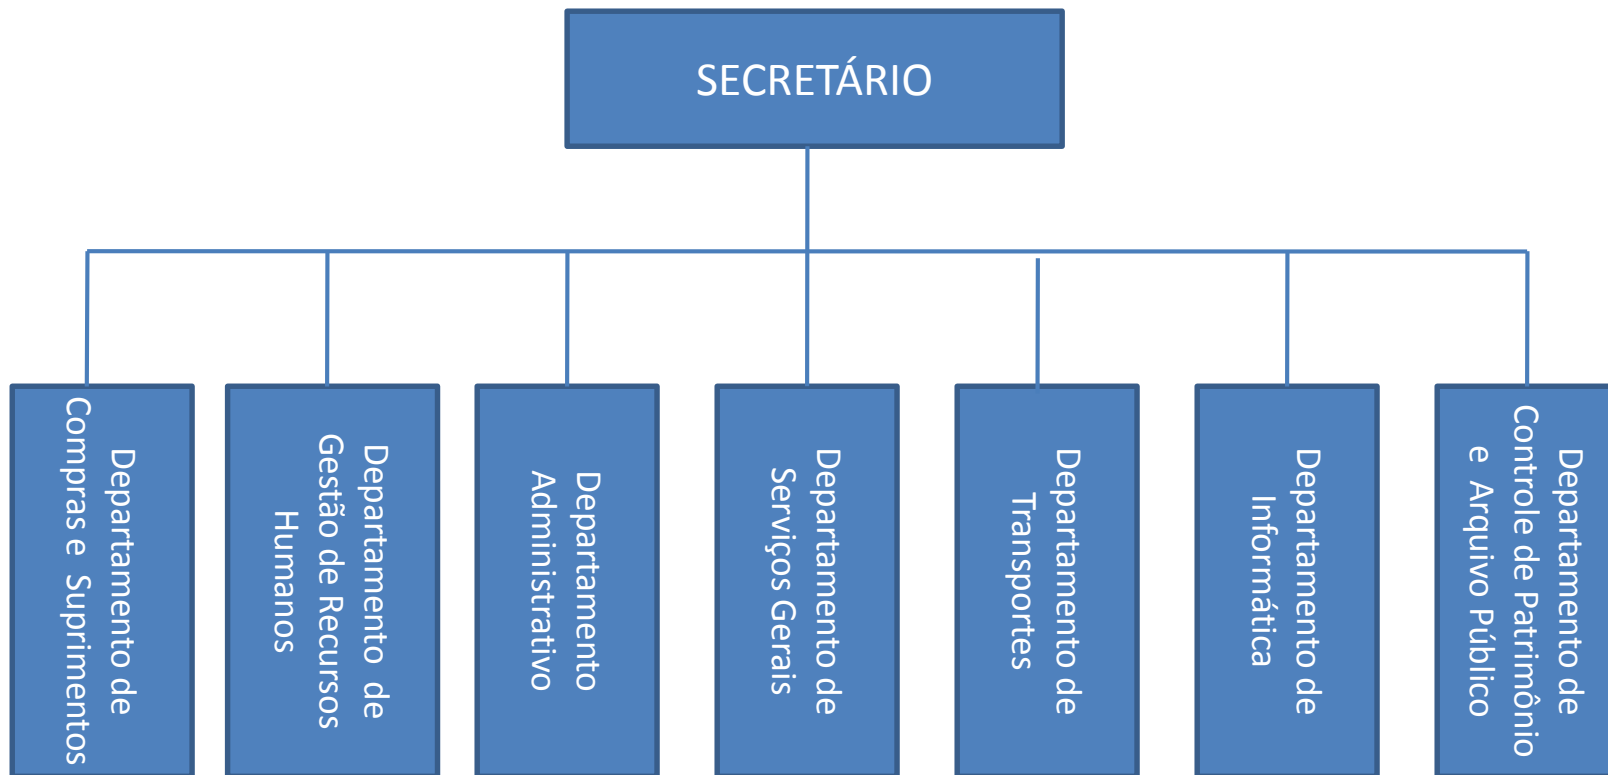 SECRETÁRIO
Departamento de
Compras e Suprimentos
Departamento de
Gestão de Recursos
Humanos
Departamento
Administrativo
Departamento de
Serviços Gerais
Departamento de
Transportes
Departamento de
Informática
Departamento de
Controle de Patrimônio
e Arquivo Público